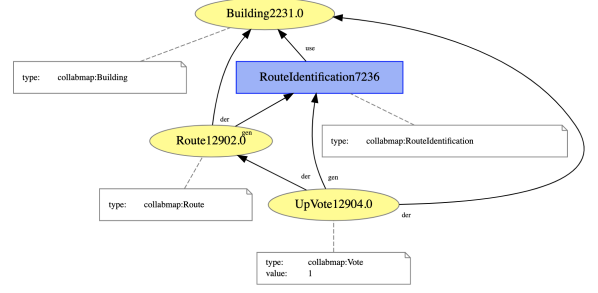 Building2231.0
use
type: collabmap:Building
RouteIdentification7236
der
gen
Route12902.0
type: collabmap:RouteIdentification
der
gen
type: collabmap:Route
UpVote12904.0
der
type: collabmap:Vote
value: 1